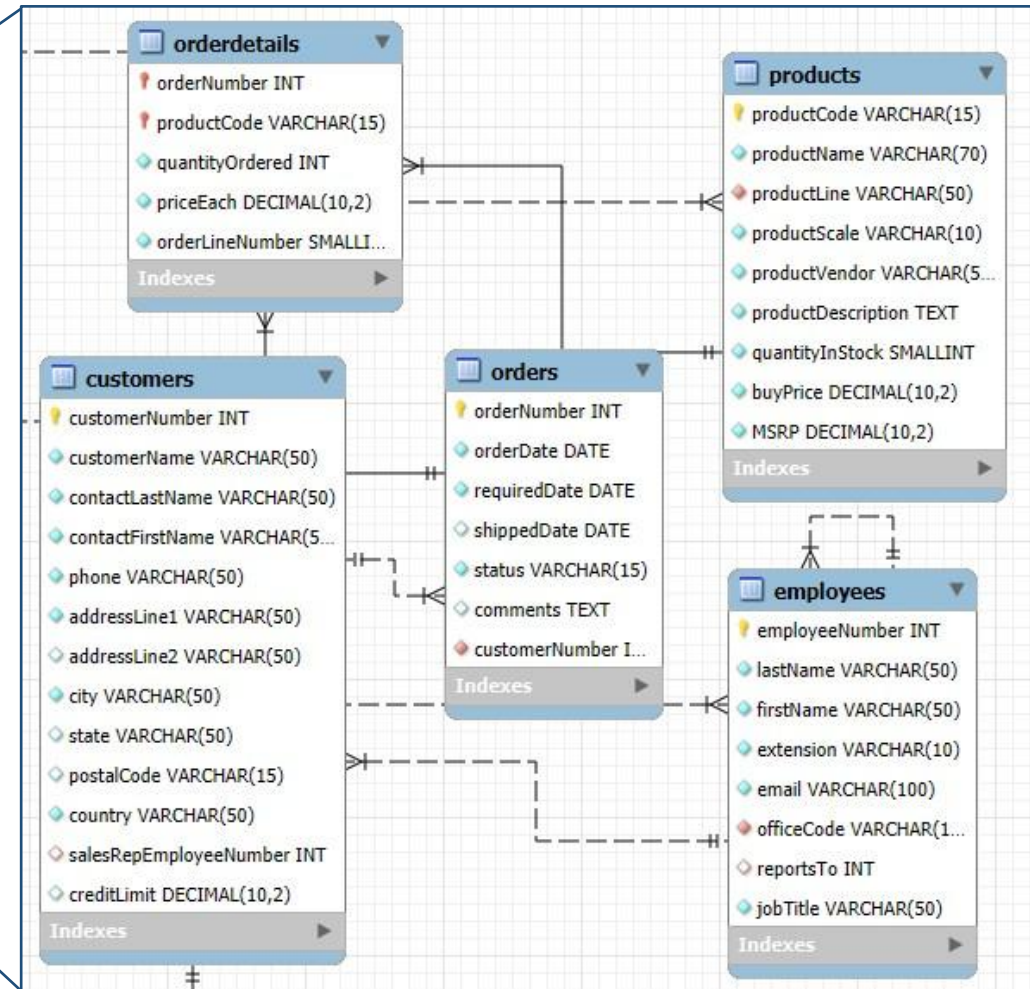 orderdetails
orderNumber INT
productCode VARCHAR(15)
quantityOrdered INT
priceEach DECIMAL(10,2)
orderLineNumber SMALLI...
Indexes
products
productCode VARCHAR(15)
productName VARCHAR(70)
productLine VARCHAR(50)
productScale VARCHAR(10)
productVendor VARCHAR(5...
productDescription TEXT
quantityInStock SMALLINT
buyPrice DECIMAL(10,2)
MSRP DECIMAL(10,2)
Indexes
customers
customerNumber INT
customerName VARCHAR(50)
contactLastName VARCHAR(50)
contactFirstName VARCHAR(5...
phone VARCHAR(50)
addressLine1 VARCHAR(50)
addressLine2 VARCHAR(50)
city VARCHAR(50)
state VARCHAR(50)
postalCode VARCHAR(15)
country VARCHAR(50)
salesRepEmployeeNumber INT
creditLimit DECIMAL(10,2)
Indexes
orders
orderNumber INT
orderDate DATE
requiredDate DATE
shippedDate DATE
status VARCHAR(15)
comments TEXT
customerNumber I...
Indexes
employees
employeeNumber INT
lastName VARCHAR(50)
firstName VARCHAR(50)
extension VARCHAR(10)
email VARCHAR(100)
officeCode VARCHAR(1...
reportsTo INT
jobTitle VARCHAR(50)
Indexes